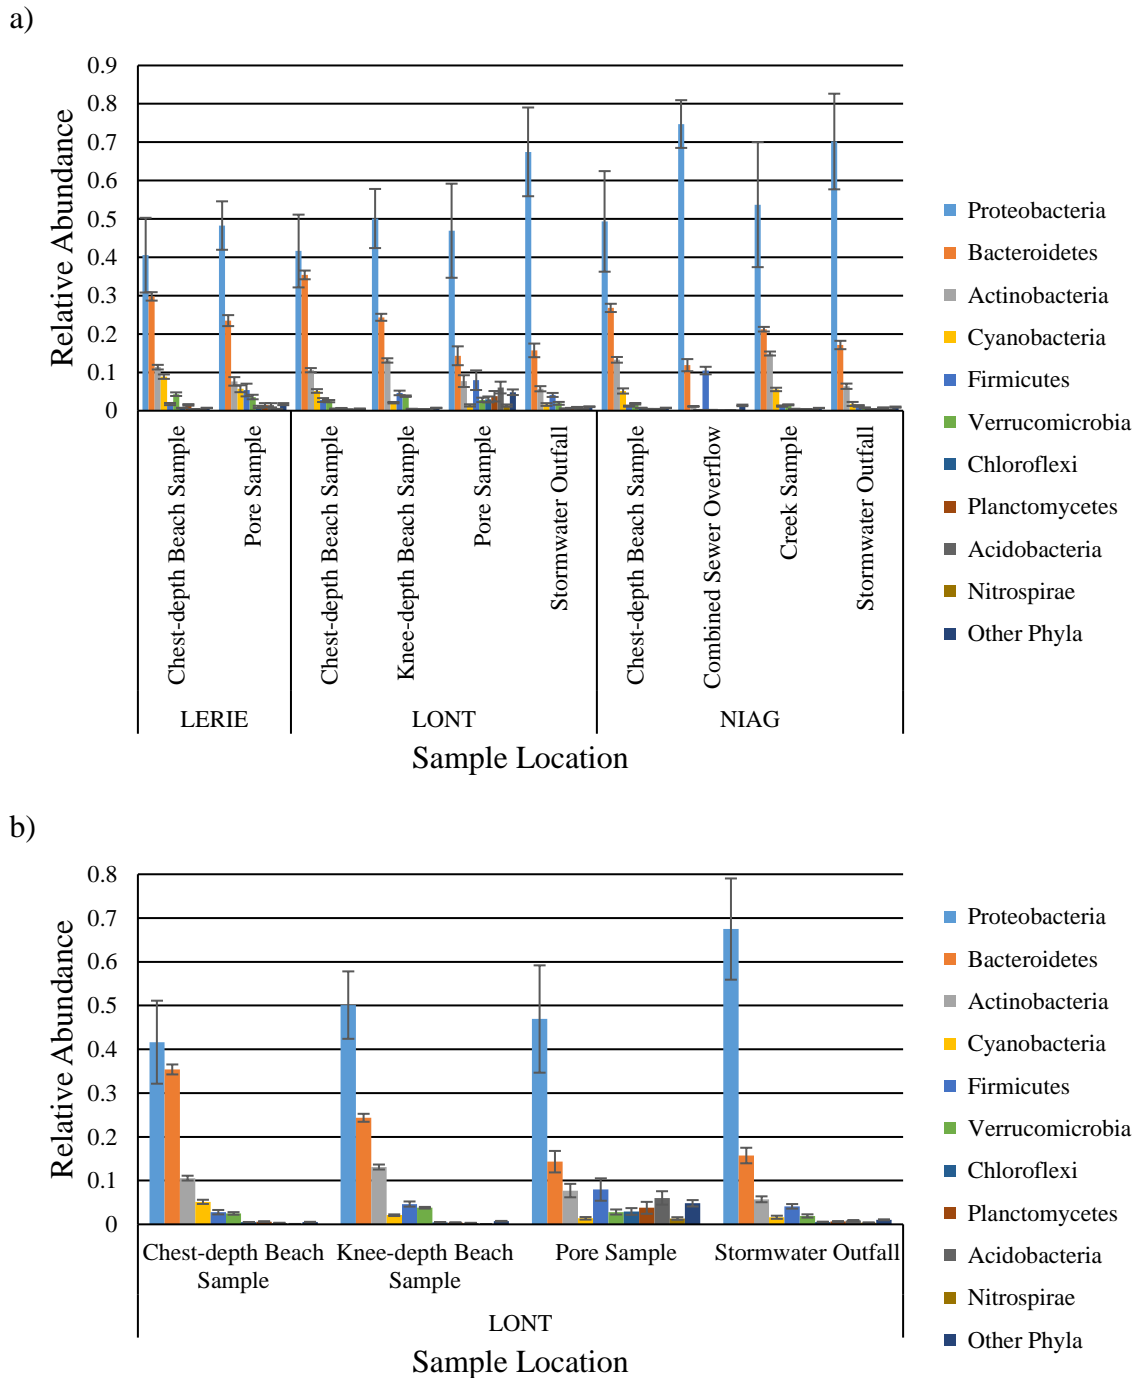 a)
Relative Abundance
0.9
0.8
0.7
0.6
0.5
0.4
0.3
0.2
0.1
0
Chest-depth Beach Sample
Pore Sample
Chest-depth Beach Sample
Knee-depth Beach Sample
Pore Sample
Stormwater Outfall
Chest-depth Beach Sample
Combined Sewer Overflow
Creek Sample
Stormwater Outfall
LERIE
LONT
NIAG
Sample Location
Proteobacteria
Bacteroidetes
Actinobacteria
Cyanobacteria
Firmicutes
Verrucomicrobia
Chloroflexi
Planctomycetes
Acidobacteria
Nitrospirae
Other Phyla
b)
Relative Abundance
0.8
0.7
0.6
0.5
0.4
0.3
0.2
0.1
0
Chest-depth Beach
Sample
Knee-depth Beach
Sample
Pore Sample
Stormwater Outfall
LONT
Sample Location
Proteobacteria
Bacteroidetes
Actinobacteria
Cyanobacteria
Firmicutes
Verrucomicrobia
Chloroflexi
Planctomycetes
Acidobacteria
Nitrospirae
Other Phyla